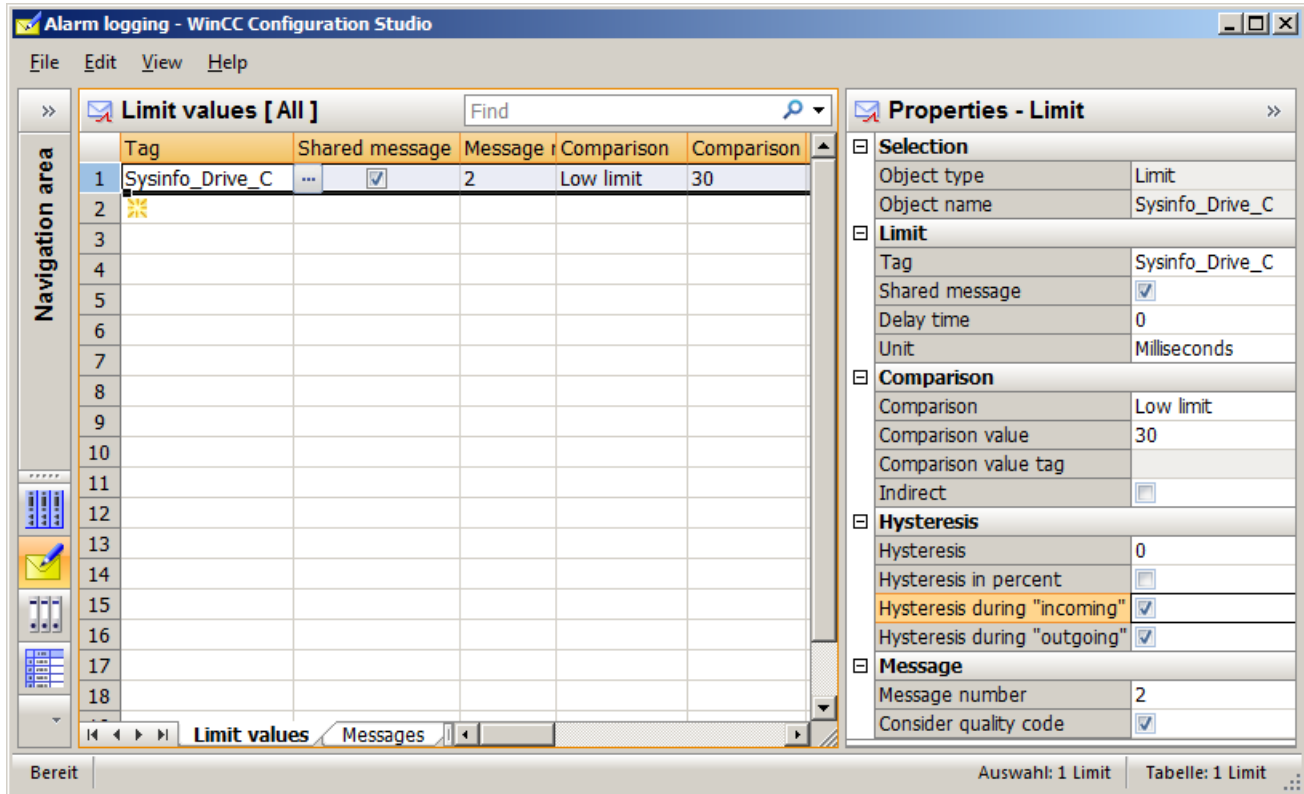 Alarm logging - WinCC Configuration Studio
File Edit View Help
Navigation area
Limit values [ All ]
Find
Tag Shared message Message r Comparison Comparison
1 Sysinfo_Drive_C ... 2 Low limit 30
2
3
4
5
6
7
8
9
10
11
12
13
14
15
16
17
18
Limit values Messages
Properties - Limit
Selection
Object type Limit
Object name Sysinfo_Drive_C
Limit
Tag Sysinfo_Drive_C
Shared message
Delay time 0
Unit Milliseconds
Comparison
Comparison Low limit
Comparison value 30
Comparison value tag
Indirect
Hysteresis
Hysteresis 0
Hysteresis in percent
Hysteresis during "incoming"
Hysteresis during "outgoing"
Message
Message number 2
Consider quality code
Bereit
Auswahl: 1 Limit
Tabelle: 1 Limit